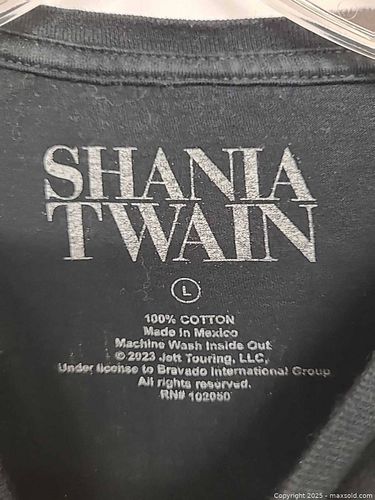 SHANIA
TWAIN
L
100% COTTON
Made In Mexico
Machine Wash Inside Out
© 2023 Jett Touring, LLC.
Under license to Bravado International Group
All rights reserved.
RN# 102050
Copyright 2025 - maxsold.com